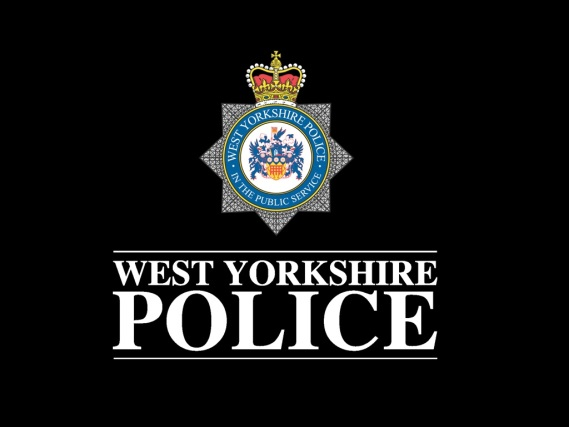 WEST YORKSHIRE POLICE
IN THE PUBLIC SERVICE
WEST YORKSHIRE
POLICE